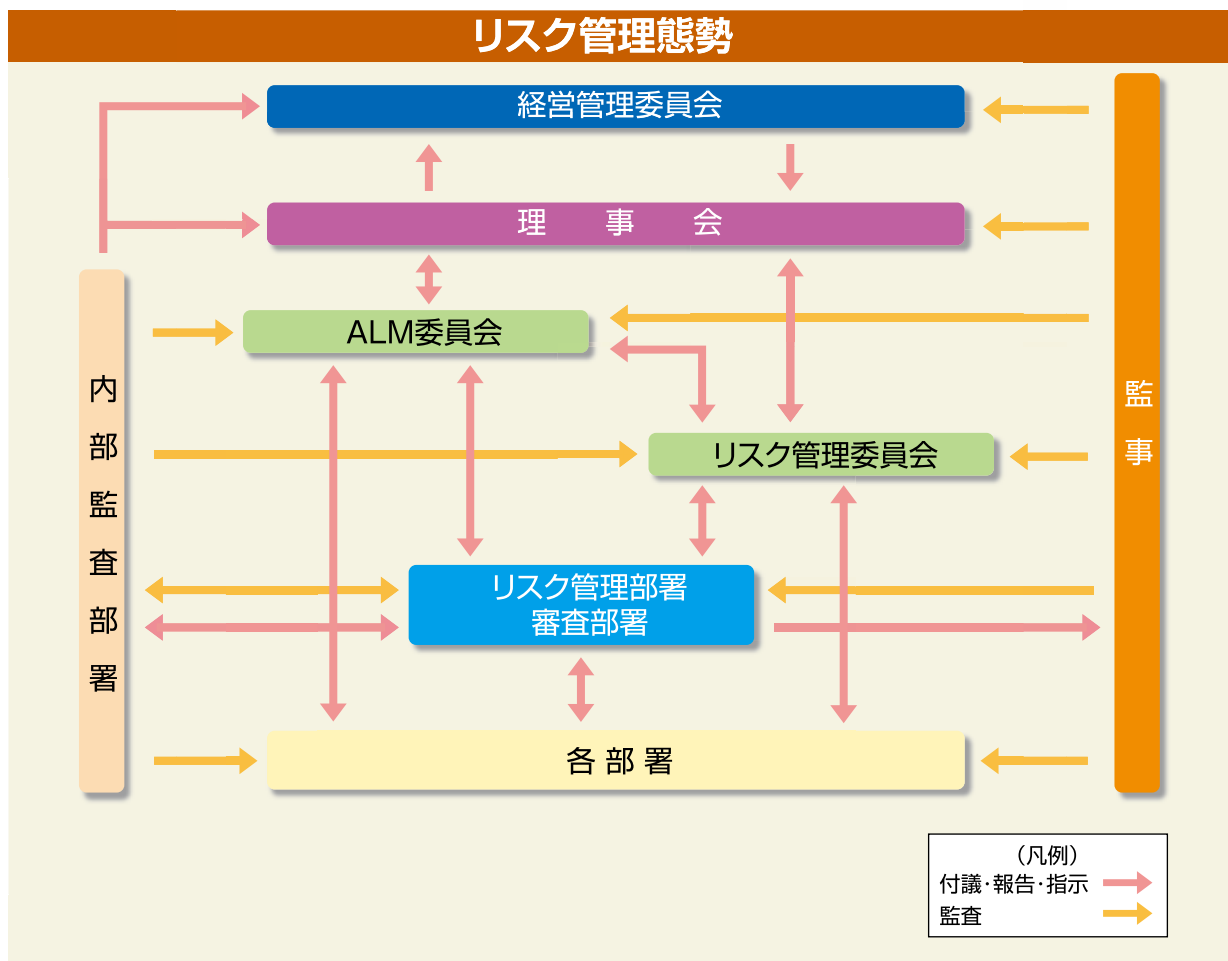 リスク管理態勢
経営管理委員会
理事会
ALM委員会
リスク管理委員会
内部監査部署
監事
リスク管理部署
審査部署
各部署
（凡例）
付議・報告・指示
監査